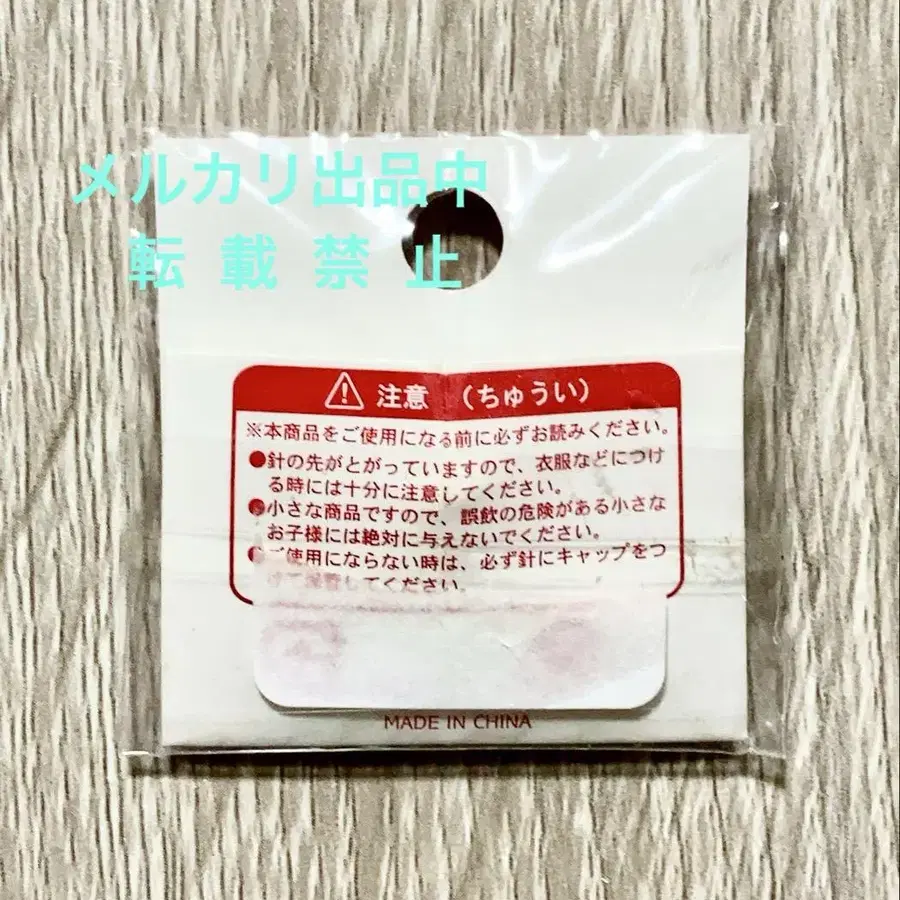 メルカリ出品中
転載禁止
注意 (ちゅうい)
※本商品をご使用になる前に必ずお読みください。
●針の先がとがっていますので、衣服などにつけ
る時には十分に注意してください。
●小さな商品ですので、誤飲の危険がある小さな
お子様には絶対に与えないでください。
●ご使用にならない時は、必ず針にキャップをつ
けて保管してください。
MADE IN CHINA